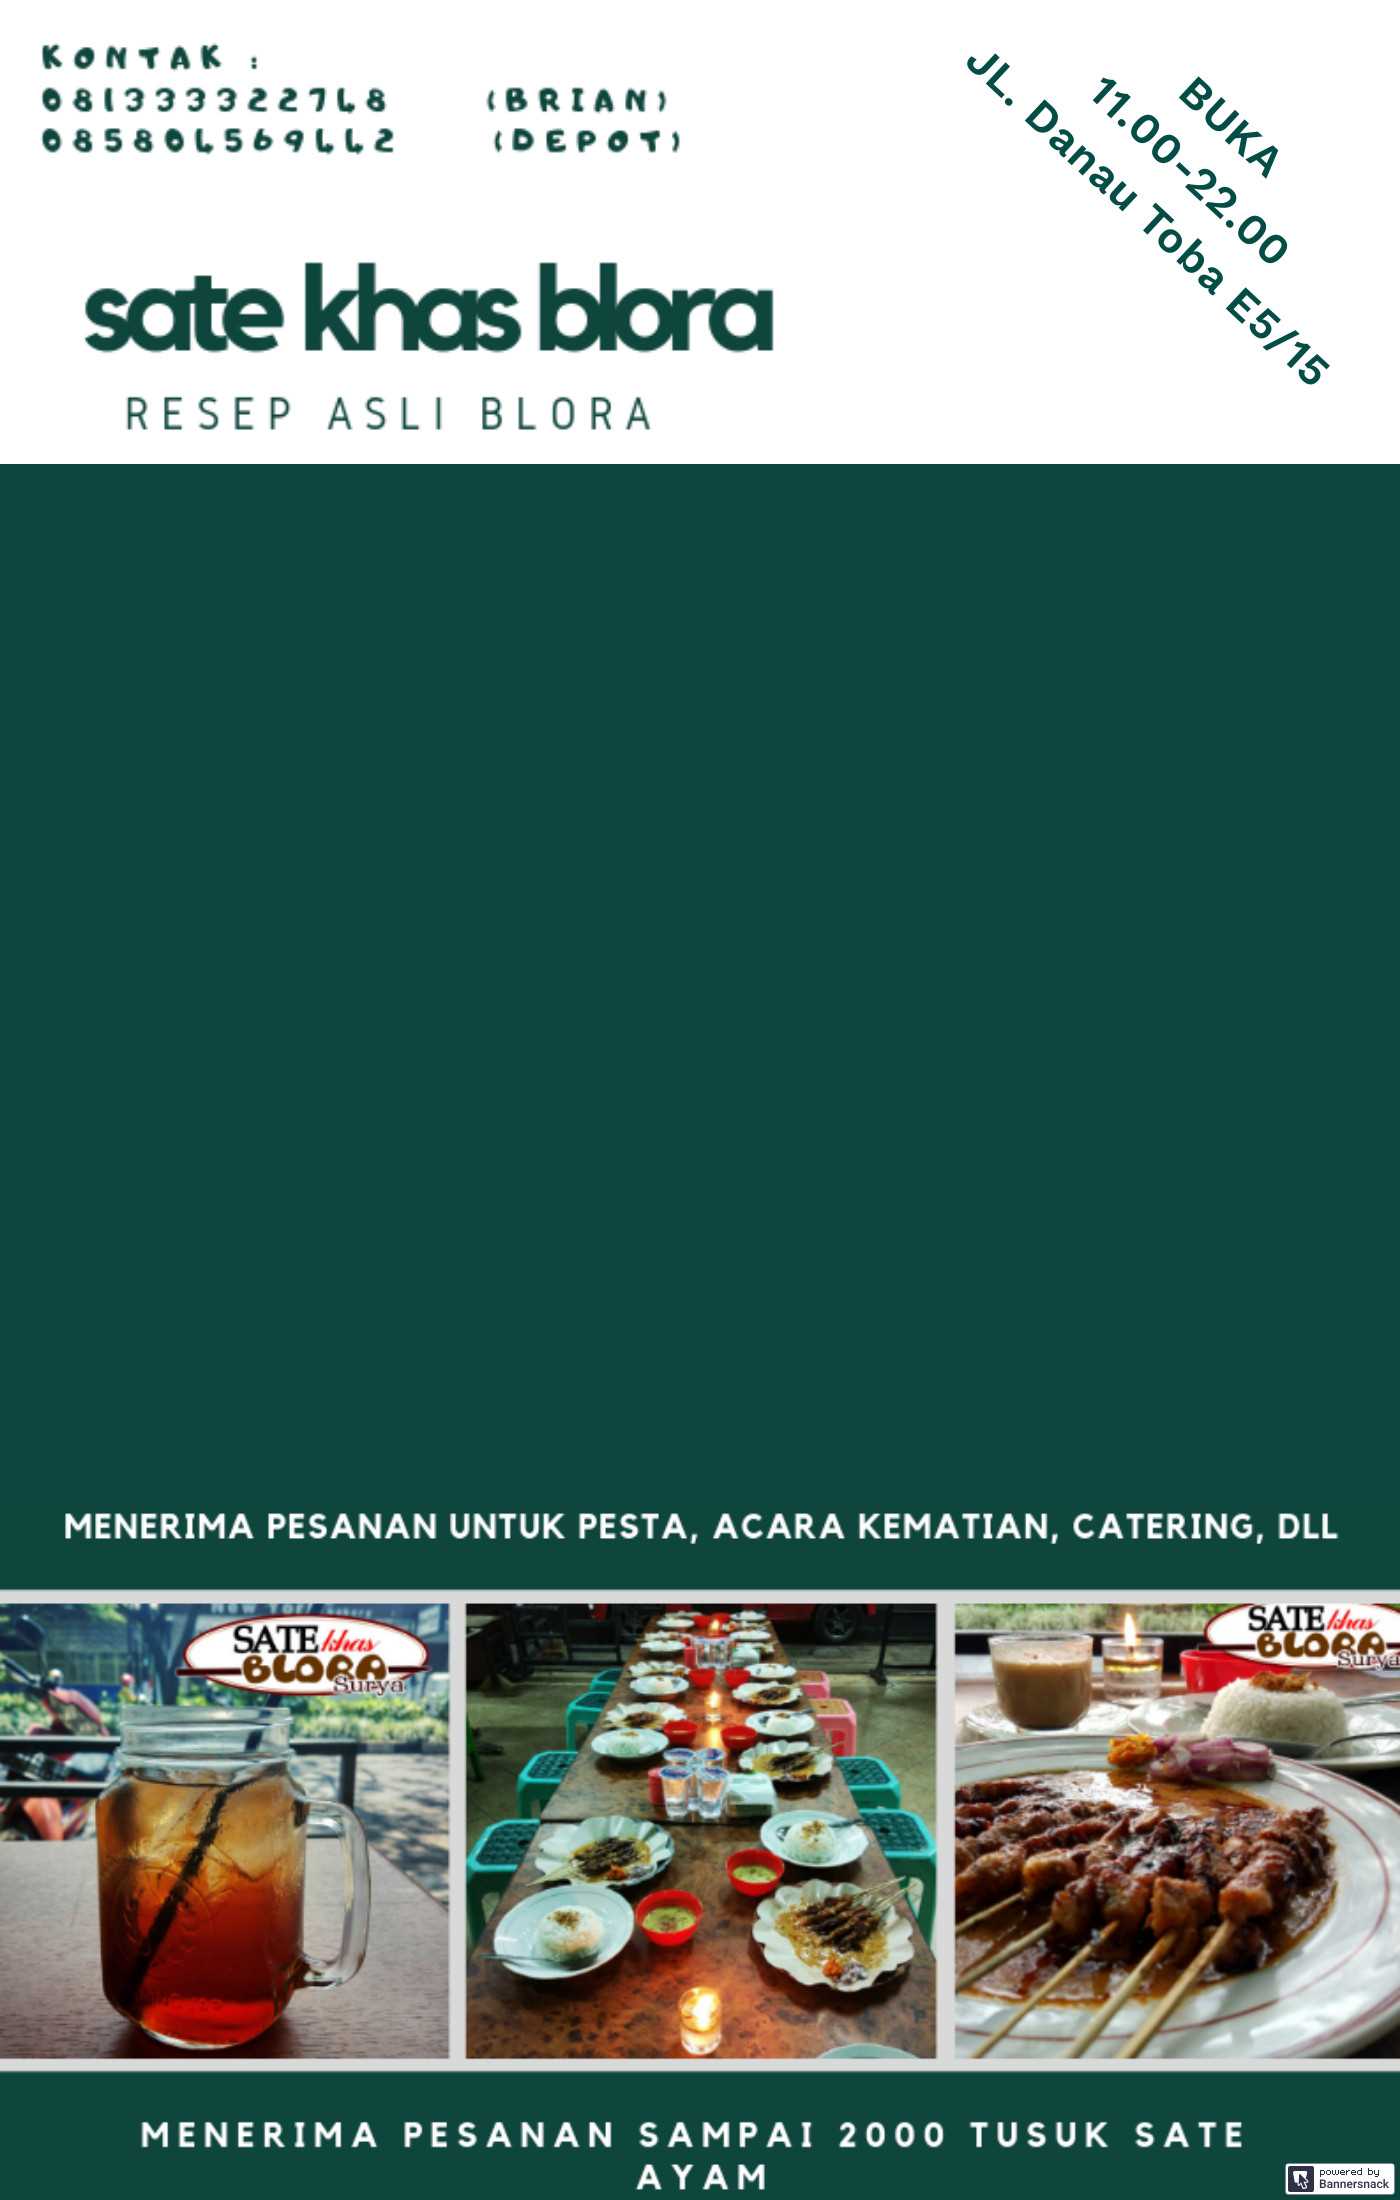 KONTAK :
081333322748 (BRIAN)
085804569442 (DEPOT)
BUKA
11.00-22.00
JL. Danau Toba E5/15
sate khas blora
RESEP ASLI BLORA
MENERIMA PESANAN UNTUK PESTA, ACARA KEMATIAN, CATERING, DLL
SATE khas
BLORA
Surya
SATE khas
BLORA
Surya
MENERIMA PESANAN SAMPAI 2000 TUSUK SATE
AYAM
powered by
Bannersnack